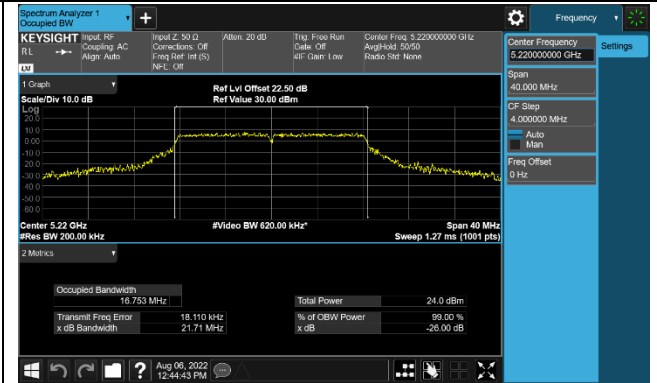 Spectrum Analyzer 1
Occupied BW
Frequency
KEYSIGHT
Input: RF
Coupling: AC
Align: Auto
Input Z: 50 Ω
Corrections: Off
Freq Ref: Int (S)
NFE: Off
Atten: 20 dB
Trig: Free Run
Gate: Off
#IF Gain: Low
Center Freq: 5.220000000 GHz
Avg|Hold: 50/50
Radio Std: None
RL
LXI
Center Frequency
5.220000000 GHz
Settings
Span
40.000 MHz
CF Step
4.000000 MHz
Auto
Man
Freq Offset
0 Hz
1 Graph
Scale/Div 10.0 dB
Ref Lvl Offset 22.50 dB
Ref Value 30.00 dBm
Log
20.0
10.0
0.00
-10.0
-20.0
-30.0
-40.0
-50.0
-60.0
Center 5.22 GHz
#Video BW 620.00 kHz*
Span 40 MHz
#Res BW 200.00 kHz
Sweep 1.27 ms (1001 pts)
2 Metrics
Occupied Bandwidth
16.753 MHz
Total Power 24.0 dBm
Transmit Freq Error 18.110 kHz
% of OBW Power 99.00 %
x dB Bandwidth 21.71 MHz
x dB -26.00 dB
Aug 06, 2022
12:44:43 PM